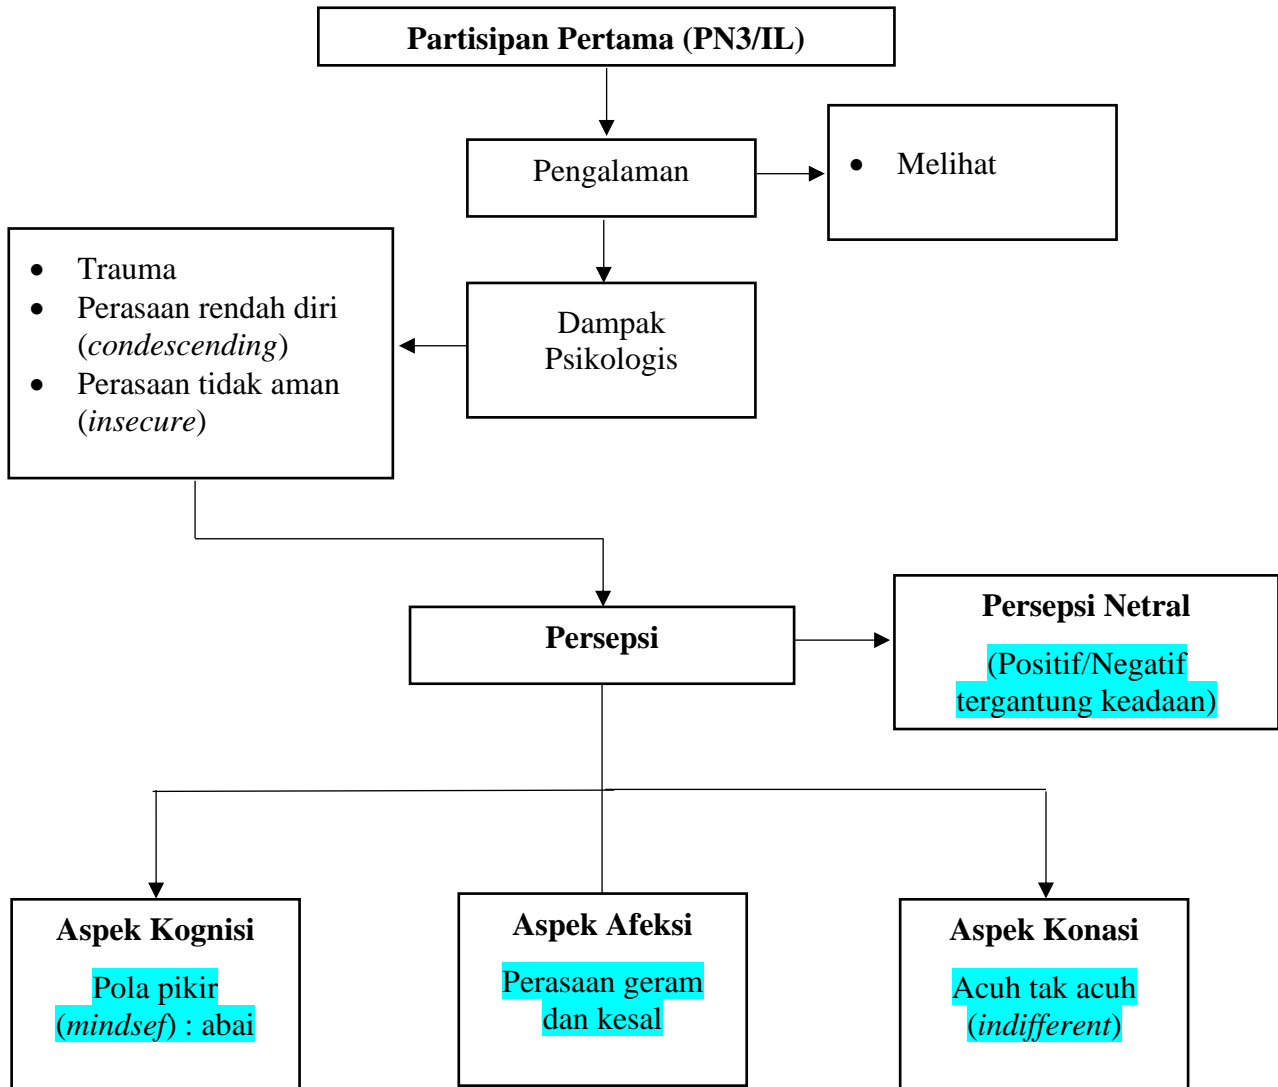 Partisipan Pertama (PN3/IL)
Pengalaman
• Melihat
• Trauma
• Perasaan rendah diri
(condescending)
• Perasaan tidak aman
(insecure)
Dampak
Psikologis
Persepsi
Persepsi Netral
(Positif/Negatif
tergantung keadaan)
Aspek Kognisi
Pola pikir
(mindsef) : abai
Aspek Afeksi
Perasaan geram
dan kesal
Aspek Konasi
Acuh tak acuh
(indifferent)